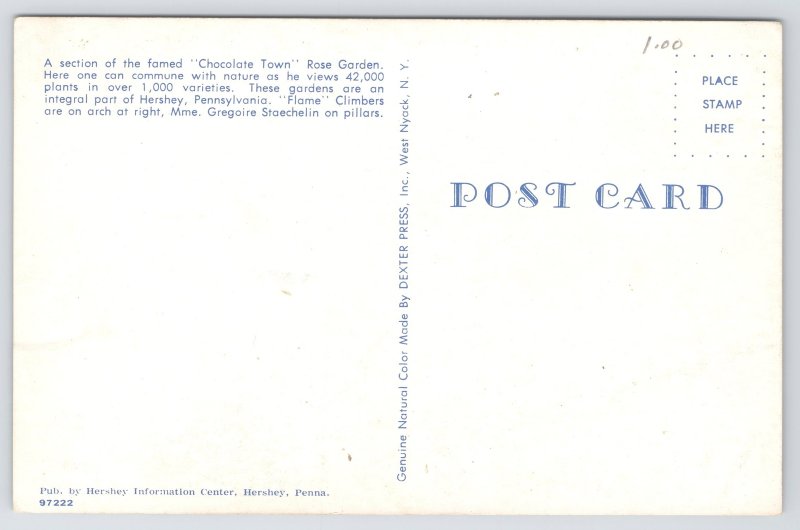 A section of the famed "Chocolate Town" Rose Garden.
Here one can commune with nature as he views 42,000
plants in over 1,000 varieties. These gardens are an
integral part of Hershey, Pennsylvania. "Flame" Climbers
are on arch at right, Mme. Gregoire Staechelin on pillars.
Pub. by Hershey Information Center, Hershey, Penna.
97222
Genuine Natural Color Made By DEXTER PRESS, Inc., West Nyack, N. Y.
1.00
PLACE
STAMP
HERE
POST CARD